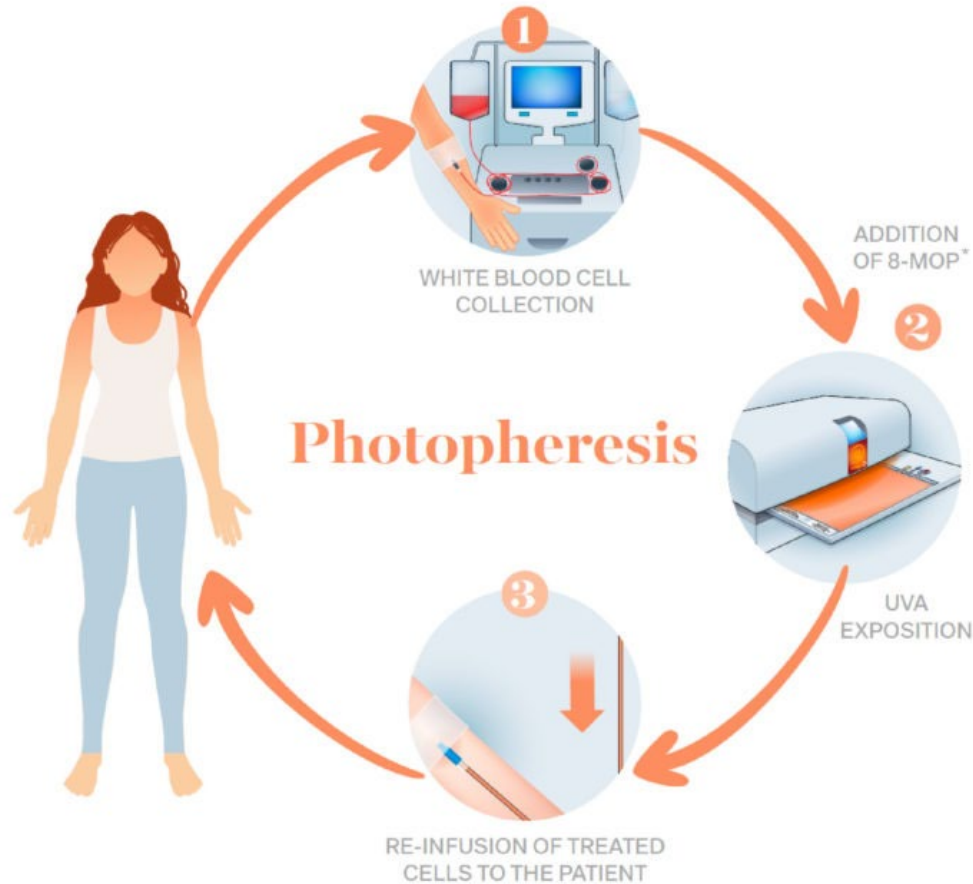 1
WHITE BLOOD CELL
COLLECTION
ADDITION
OF 8-MOP*
2
Photopheresis
UVA
EXPOSITION
3
RE-INFUSION OF TREATED
CELLS TO THE PATIENT